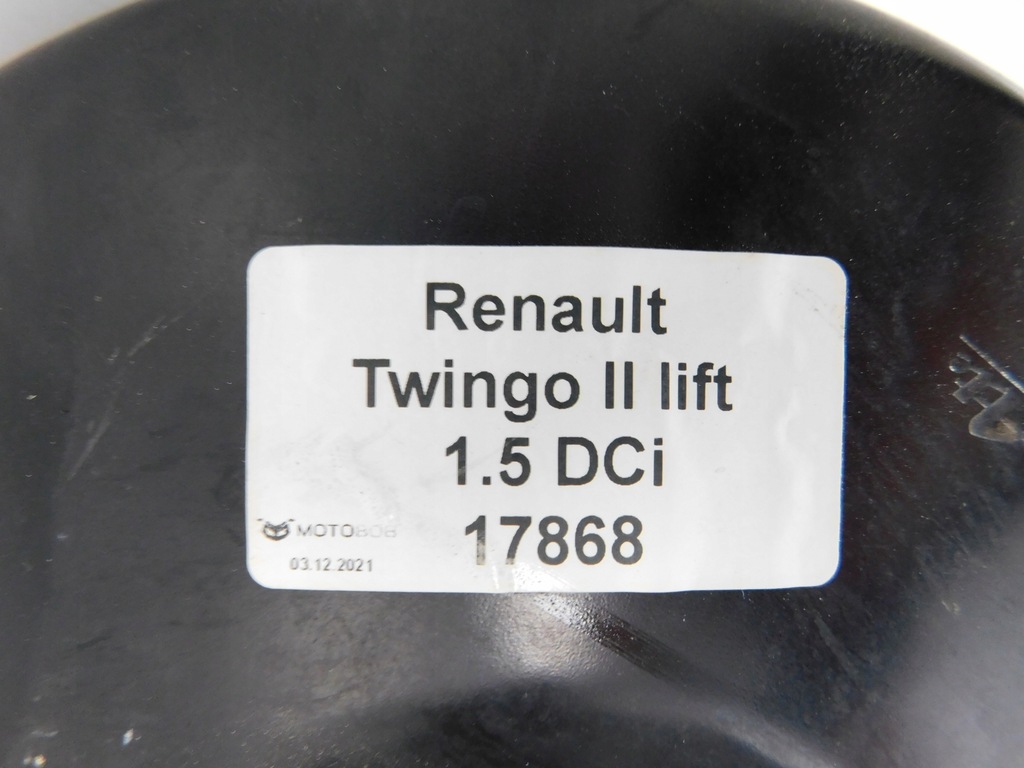 Renault
Twingo II lift
1.5 DCi
17868
MOTOBOB
03.12.2021